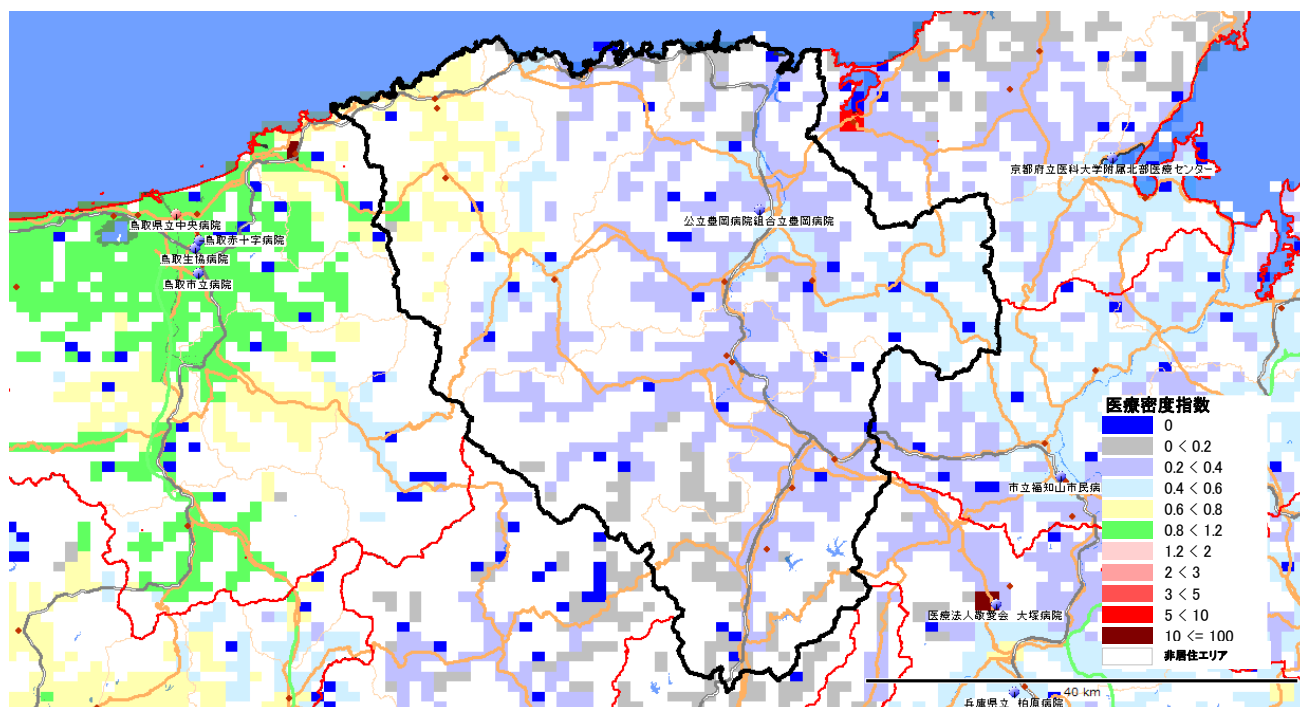 京都府立医科大学附属北部医療センター
鳥取県立中央病院
公立豊岡病院組合立豊岡病院
鳥取赤十字病院
鳥取生協病院
鳥取市立病院
医療密度指数
0
0 < 0.2
0.2 < 0.4
0.4 < 0.6
0.6 < 0.8
0.8 < 1.2
1.2 < 2
2 < 3
3 < 5
5 < 10
10 <= 100
非居住エリア
市立福知山市民病
医療法人敬愛会 大塚病院
40 km
兵庫県立 柏原病院